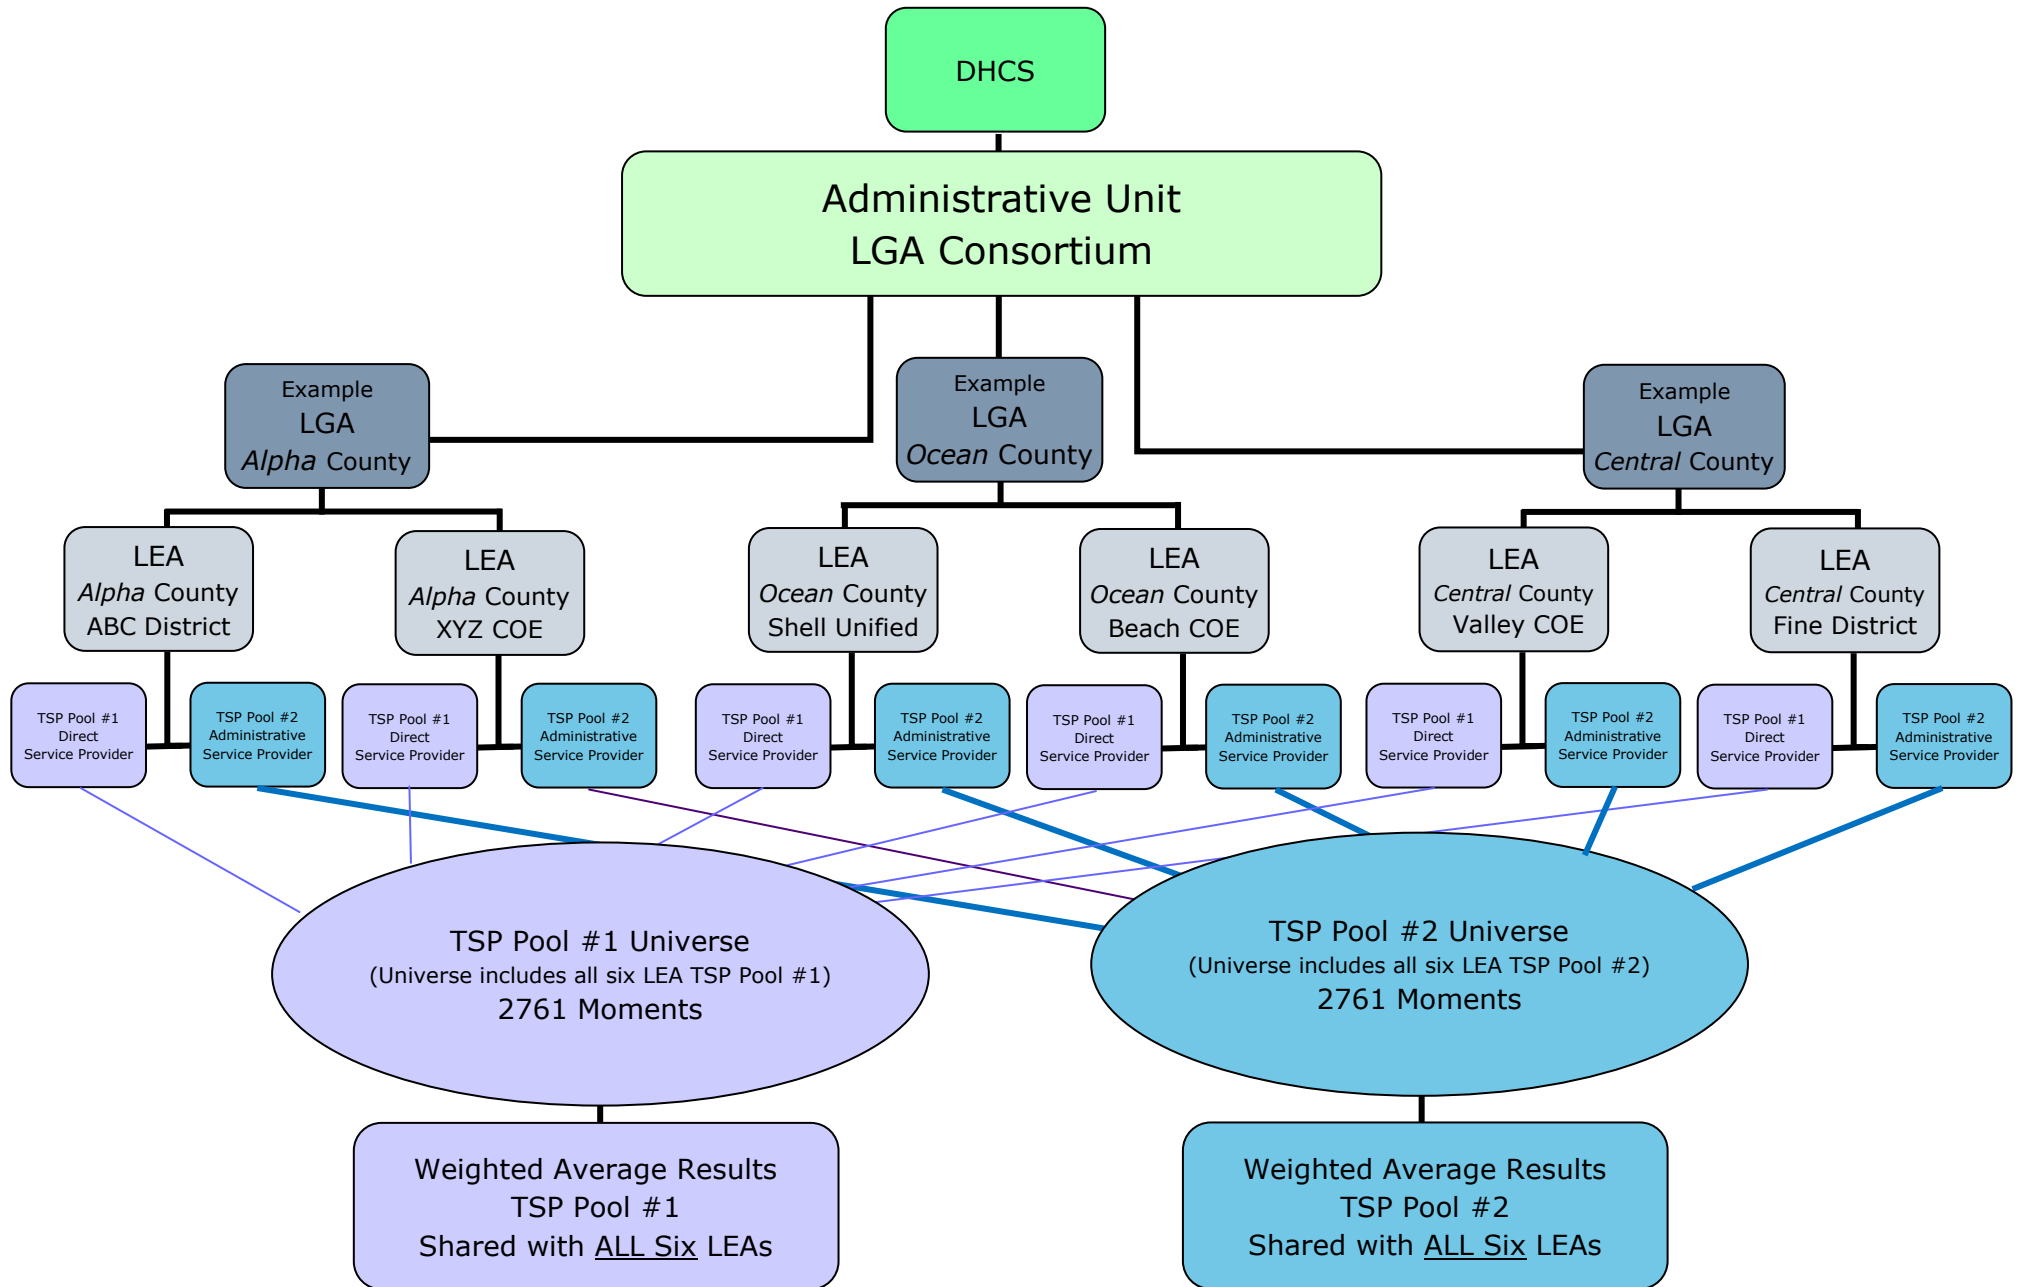 DHCS
Administrative Unit
LGA Consortium
Example
LGA
Alpha County
Example
LGA
Ocean County
Example
LGA
Central County
LEA
Alpha County
ABC District
LEA
Alpha County
XYZ COE
LEA
Ocean County
Shell Unified
LEA
Ocean County
Beach COE
LEA
Central County
Valley COE
LEA
Central County
Fine District
TSP Pool #1
Direct
Service Provider
TSP Pool #2
Administrative
Service Provider
TSP Pool #1
Direct
Service Provider
TSP Pool #2
Administrative
Service Provider
TSP Pool #1
Direct
Service Provider
TSP Pool #2
Administrative
Service Provider
TSP Pool #1
Direct
Service Provider
TSP Pool #2
Administrative
Service Provider
TSP Pool #1
Direct
Service Provider
TSP Pool #2
Administrative
Service Provider
TSP Pool #1
Direct
Service Provider
TSP Pool #2
Administrative
Service Provider
TSP Pool #1 Universe
(Universe includes all six LEA TSP Pool #1)
2761 Moments
TSP Pool #2 Universe
(Universe includes all six LEA TSP Pool #2)
2761 Moments
Weighted Average Results
TSP Pool #1
Shared with ALL Six LEAs
Weighted Average Results
TSP Pool #2
Shared with ALL Six LEAs